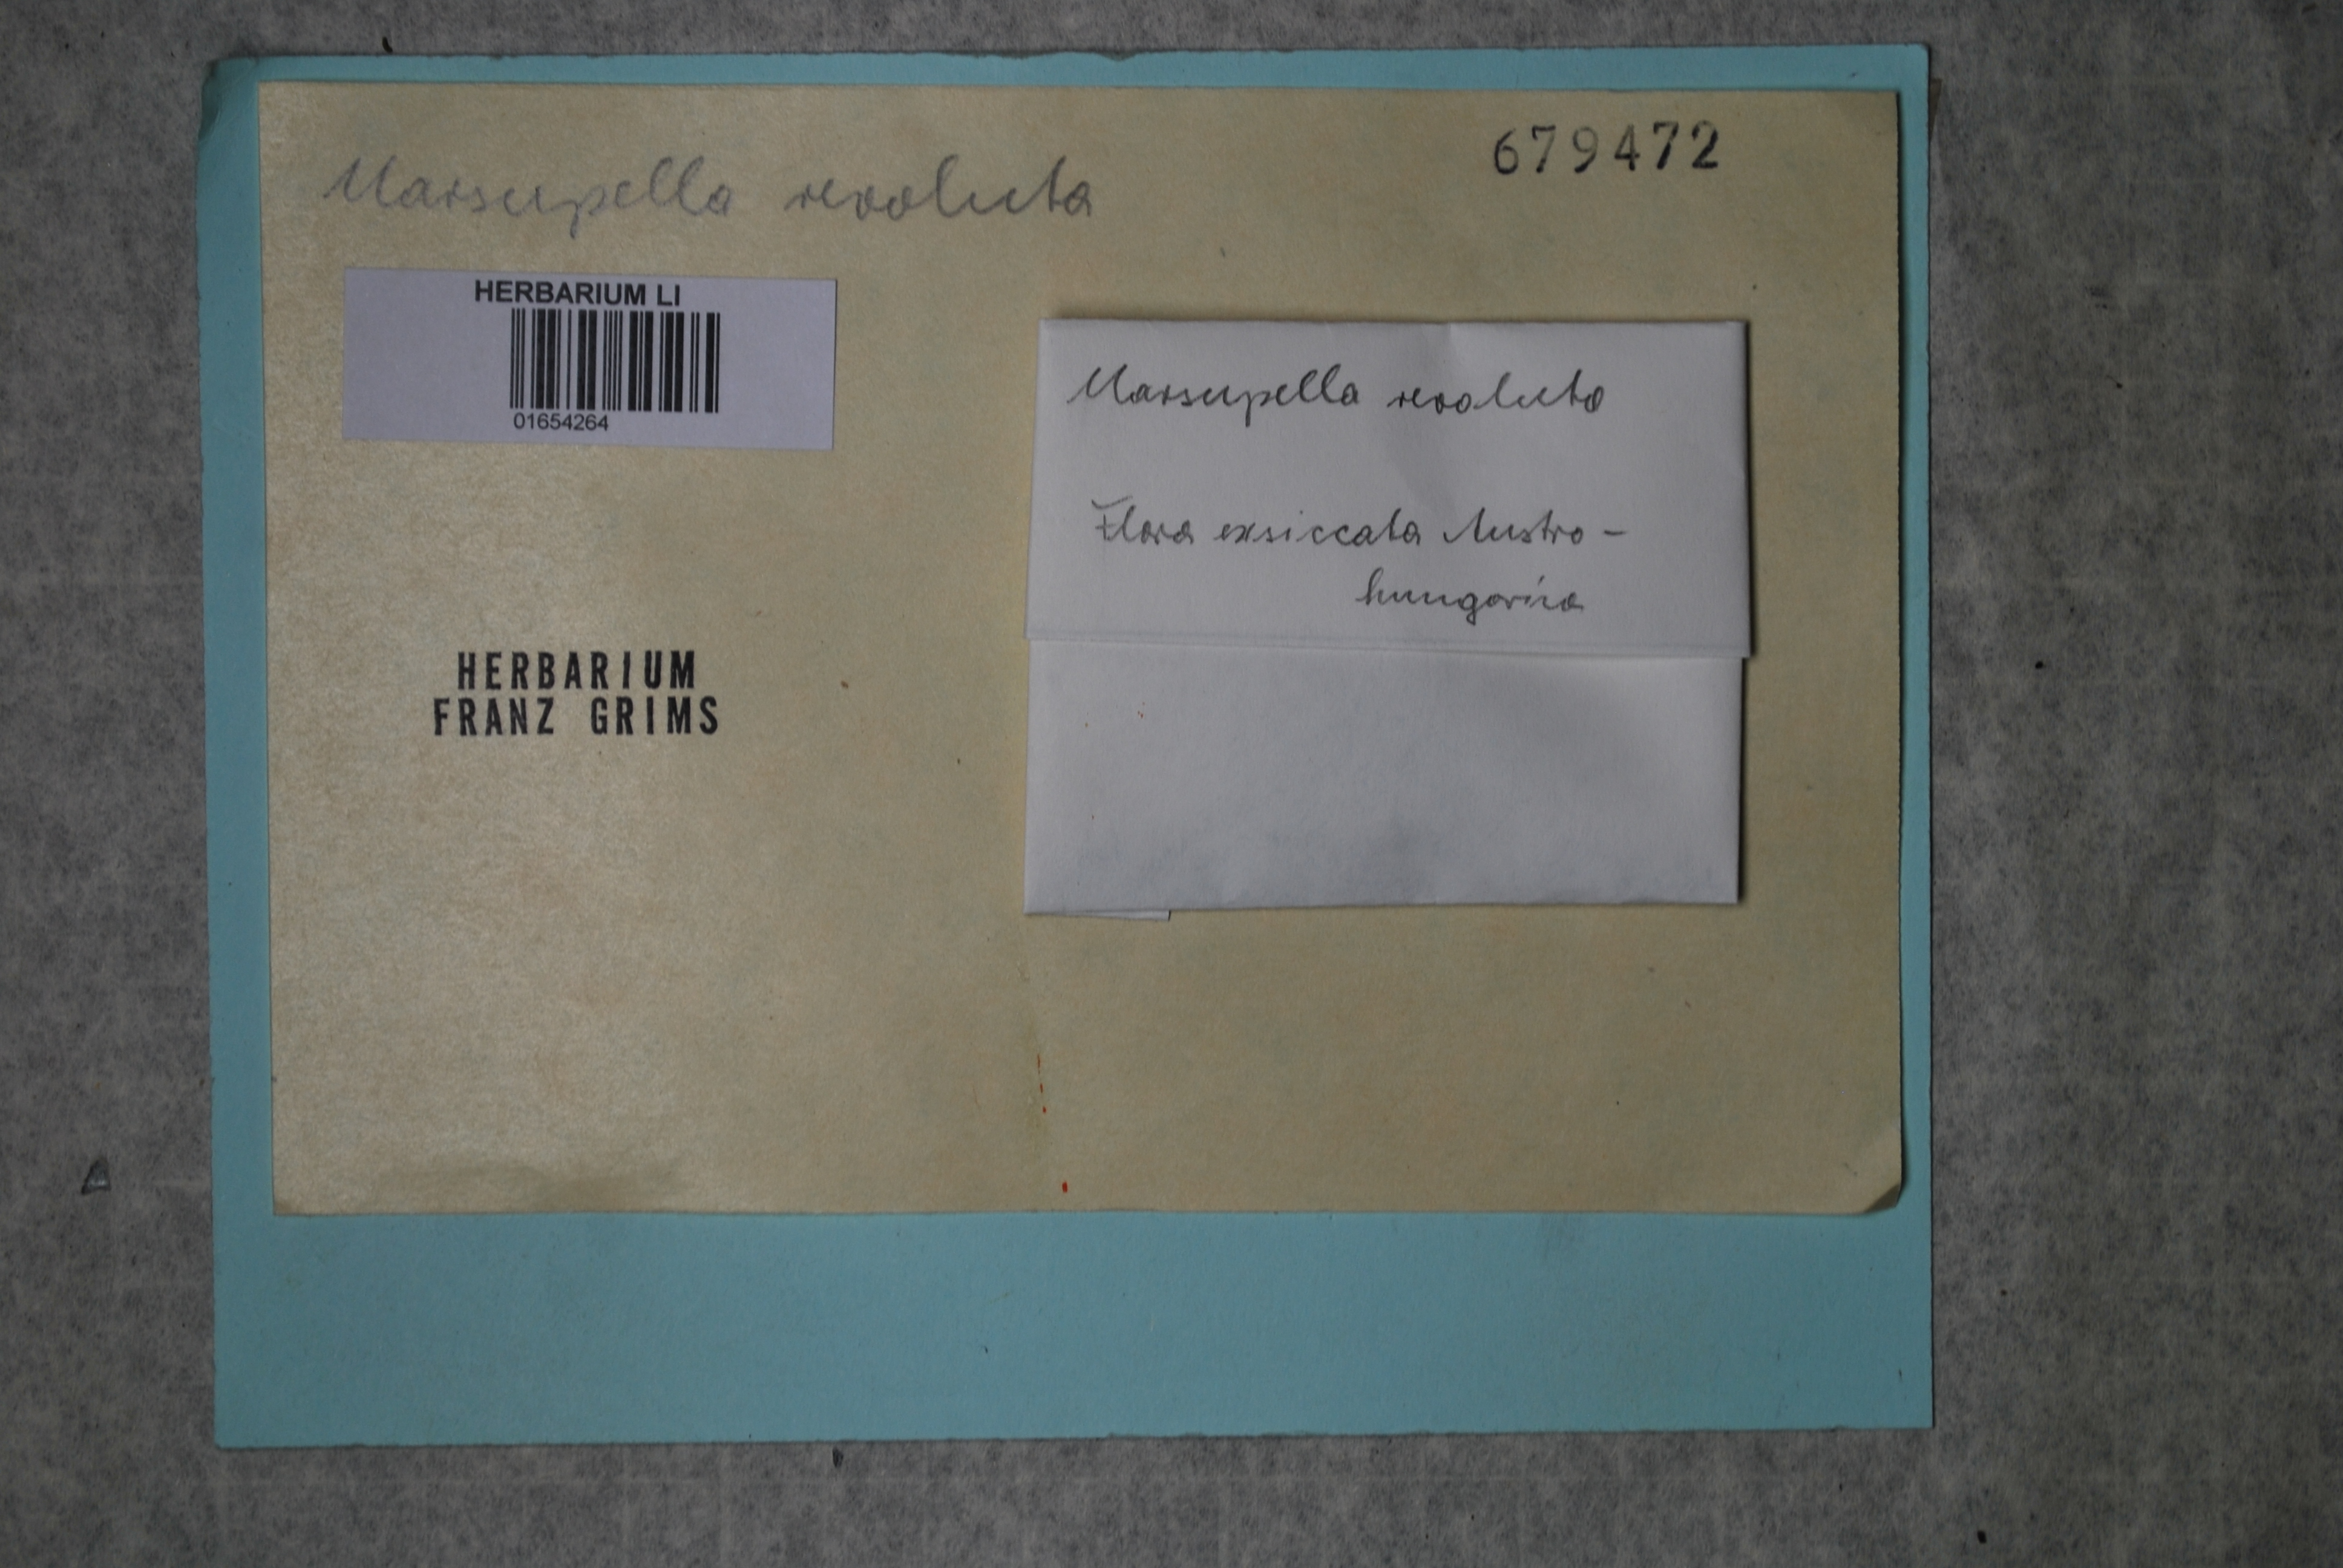 679472
Marsupella revoluta
HERBARIUM LI
01654264
Marsupella revoluta
Flora exsiccata Austro-
hungarica
HERBARIUM
FRANZ GRIMS